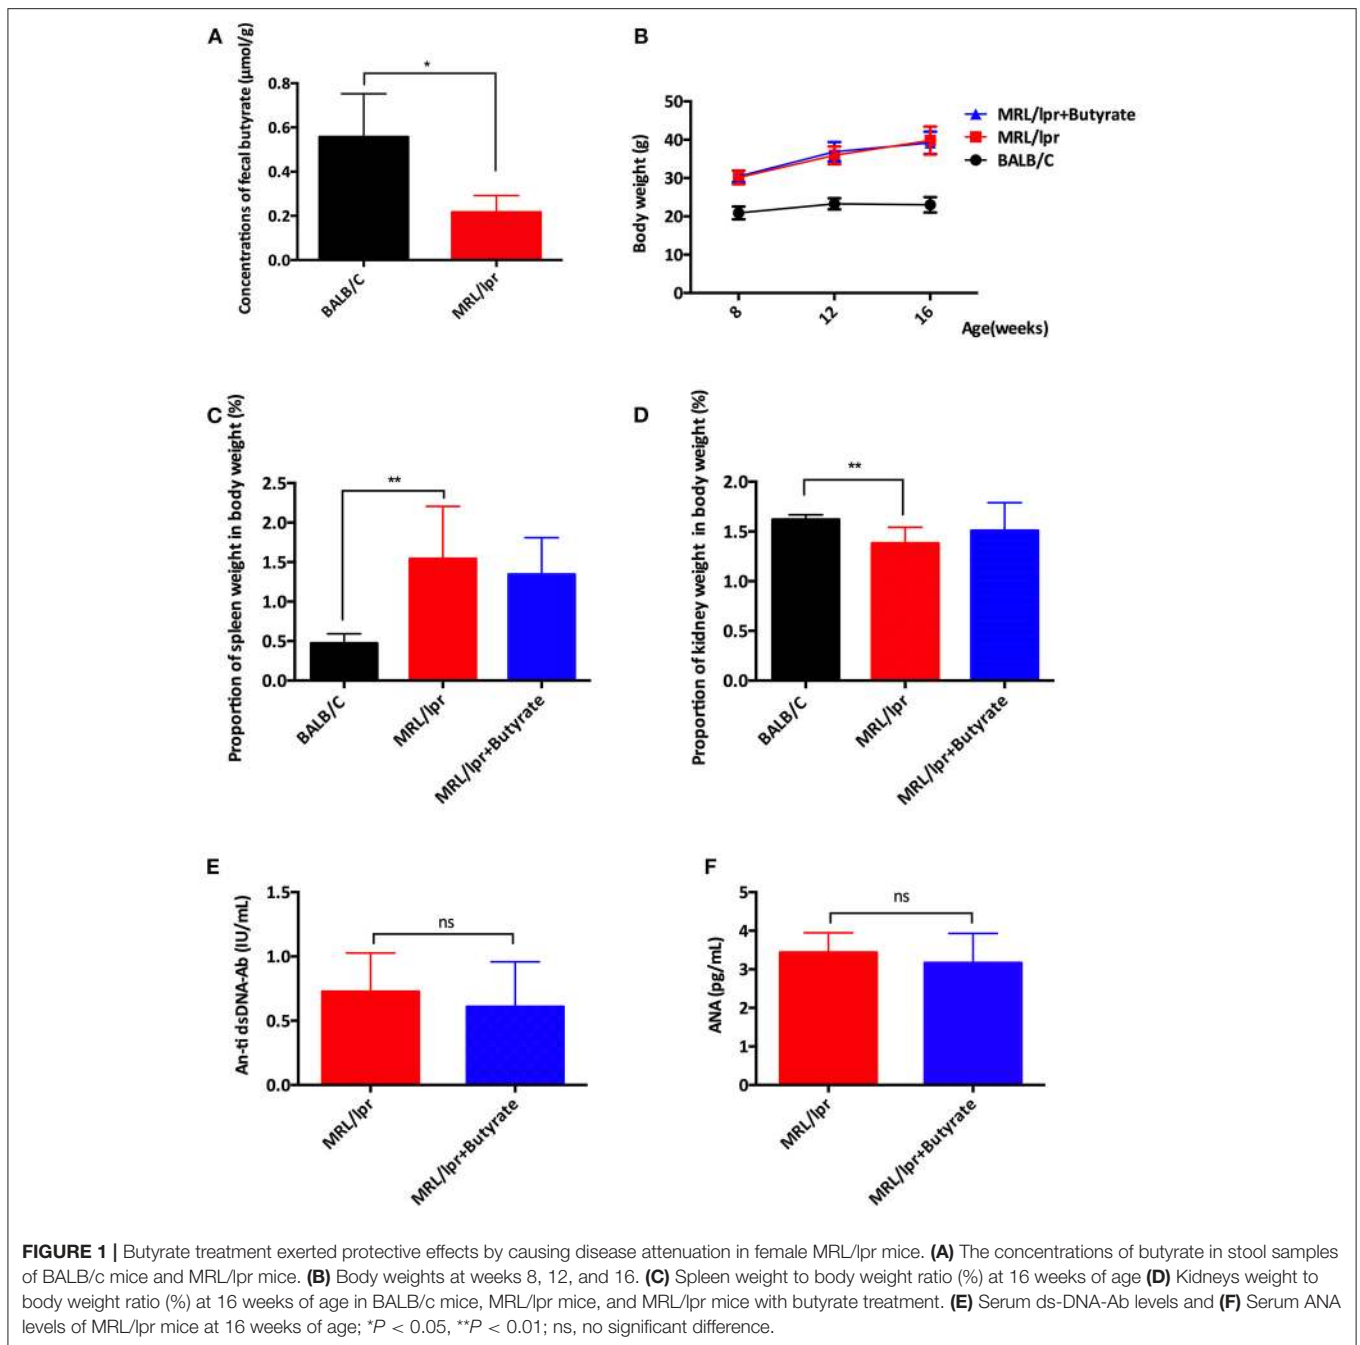 A
Concentrations of fecal butyrate (μmol/g)
0.8
0.6
0.4
0.2
0.0
*
BALB/C
MRL/lpr
B
Body weight (g)
50
40
30
20
10
0
8
12
16
Age(weeks)
MRL/lpr+Butyrate
MRL/lpr
BALB/C
C
Proportion of spleen weight in body weight (%)
2.5
2.0
1.5
1.0
0.5
0.0
**
BALB/C
MRL/lpr
MRL/lpr+Butyrate
D
Proportion of kidney weight in body weight (%)
2.0
1.5
1.0
0.5
0.0
**
BALB/C
MRL/lpr
MRL/lpr+Butyrate
E
An-ti dsDNA-Ab (IU/mL)
1.5
1.0
0.5
0.0
ns
MRL/lpr
MRL/lpr+Butyrate
F
ANA (pg/mL)
5
4
3
2
1
0
ns
MRL/lpr
MRL/lpr+Butyrate
FIGURE 1 | Butyrate treatment exerted protective effects by causing disease attenuation in female MRL/lpr mice. (A) The concentrations of butyrate in stool samples
of BALB/c mice and MRL/lpr mice. (B) Body weights at weeks 8, 12, and 16. (C) Spleen weight to body weight ratio (%) at 16 weeks of age (D) Kidneys weight to
body weight ratio (%) at 16 weeks of age in BALB/c mice, MRL/lpr mice, and MRL/lpr mice with butyrate treatment. (E) Serum ds-DNA-Ab levels and (F) Serum ANA
levels of MRL/lpr mice at 16 weeks of age; *P < 0.05, **P < 0.01; ns, no significant difference.